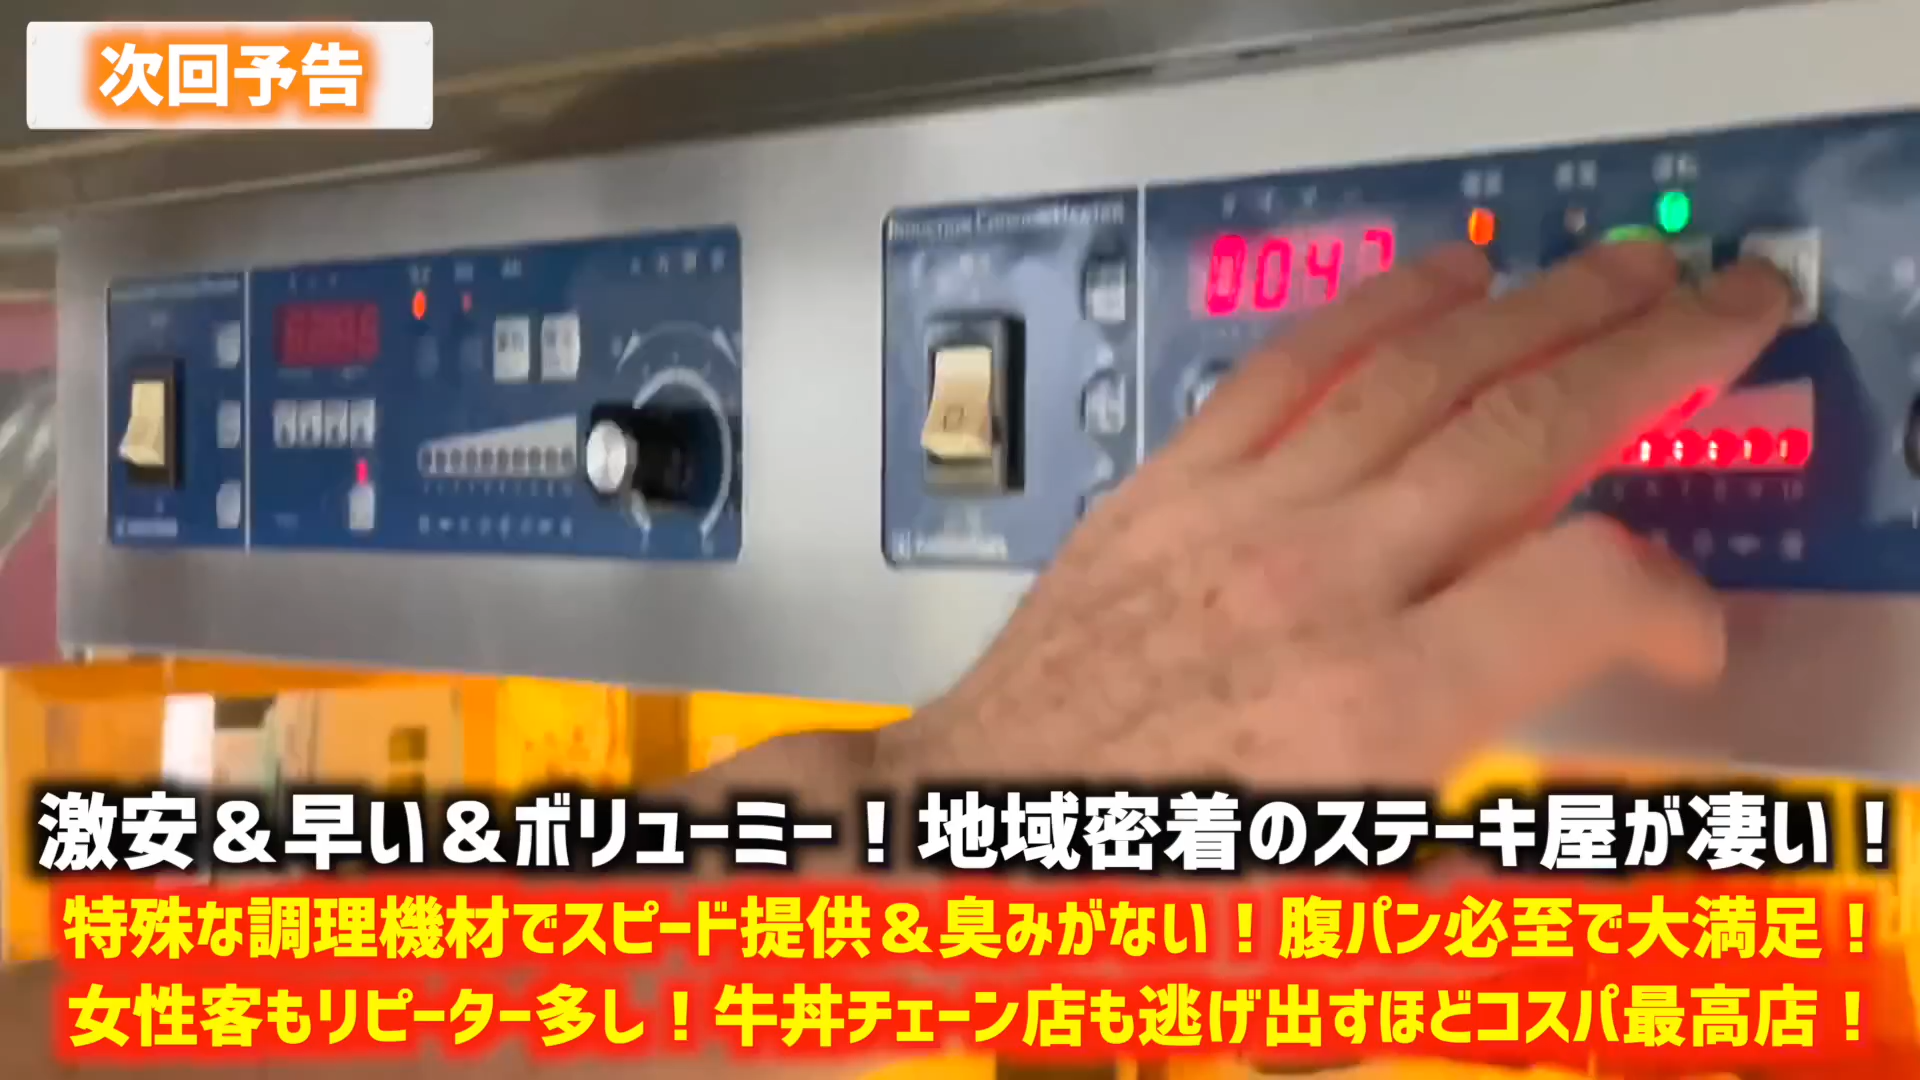 次回予告
0047
激安＆早い＆ボリューミー！地域密着のステーキ屋が凄い！
特殊な調理機材でスピード提供＆臭みがない！腹パン必至で大満足！
女性客もリピーター多し！牛丼チェーン店も逃げ出すほどコスパ最高店！